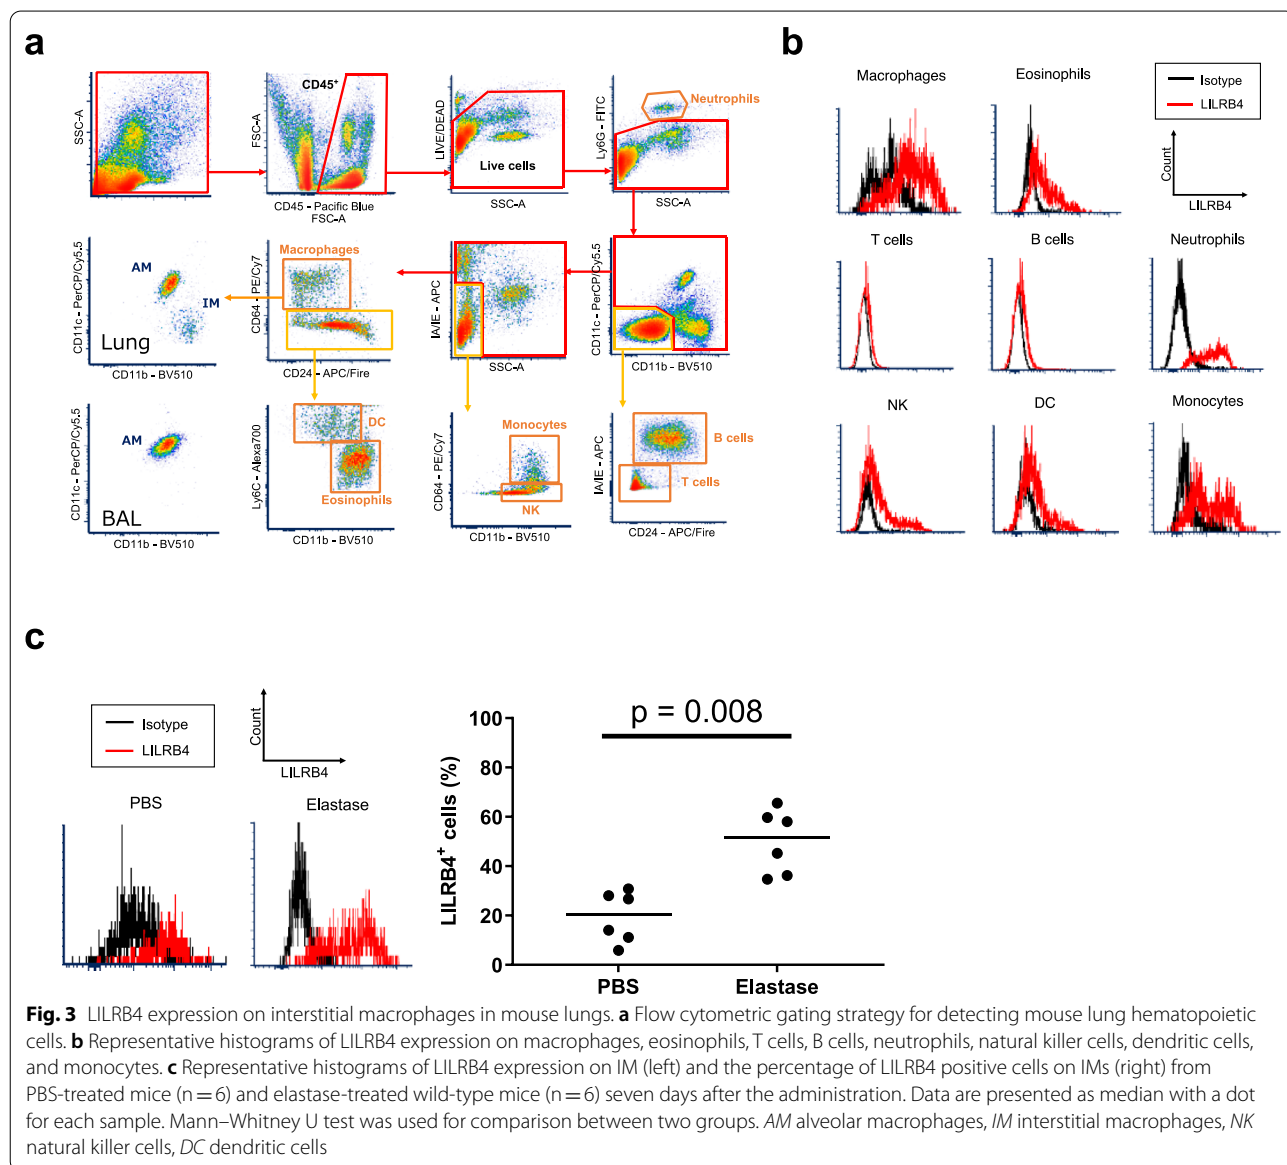 a
SSC-A
CD45⁺
FSC-A
CD45 - Pacific Blue
FSC-A
LIVE/DEAD
Live cells
SSC-A
Ly6G - FITC
Neutrophils
SSC-A
CD11c - PerCP/Cy5.5
AM
IM
Lung
CD11b - BV510
Macrophages
CD64 - PE/Cy7
CD24 - APC/Fire
IA/IE - APC
SSC-A
CD11c - PerCP/Cy5.5
CD11b - BV510
CD11c - PerCP/Cy5.5
AM
BAL
CD11b - BV510
Ly6C - Alexa700
DC
Eosinophils
CD11b - BV510
CD64 - PE/Cy7
Monocytes
NK
CD11b - BV510
IA/IE - APC
B cells
T cells
CD24 - APC/Fire
b
Macrophages
Eosinophils
Isotype
LILRB4
Count
LILRB4
T cells
B cells
Neutrophils
NK
DC
Monocytes
c
Isotype
LILRB4
Count
LILRB4
PBS
Elastase
p = 0.008
LILRB4⁺ cells (%)
100
80
60
40
20
0
PBS
Elastase
Fig. 3 LILRB4 expression on interstitial macrophages in mouse lungs. a Flow cytometric gating strategy for detecting mouse lung hematopoietic
cells. b Representative histograms of LILRB4 expression on macrophages, eosinophils, T cells, B cells, neutrophils, natural killer cells, dendritic cells,
and monocytes. c Representative histograms of LILRB4 expression on IM (left) and the percentage of LILRB4 positive cells on IMs (right) from
PBS-treated mice (n = 6) and elastase-treated wild-type mice (n = 6) seven days after the administration. Data are presented as median with a dot
for each sample. Mann–Whitney U test was used for comparison between two groups. AM alveolar macrophages, IM interstitial macrophages, NK
natural killer cells, DC dendritic cells